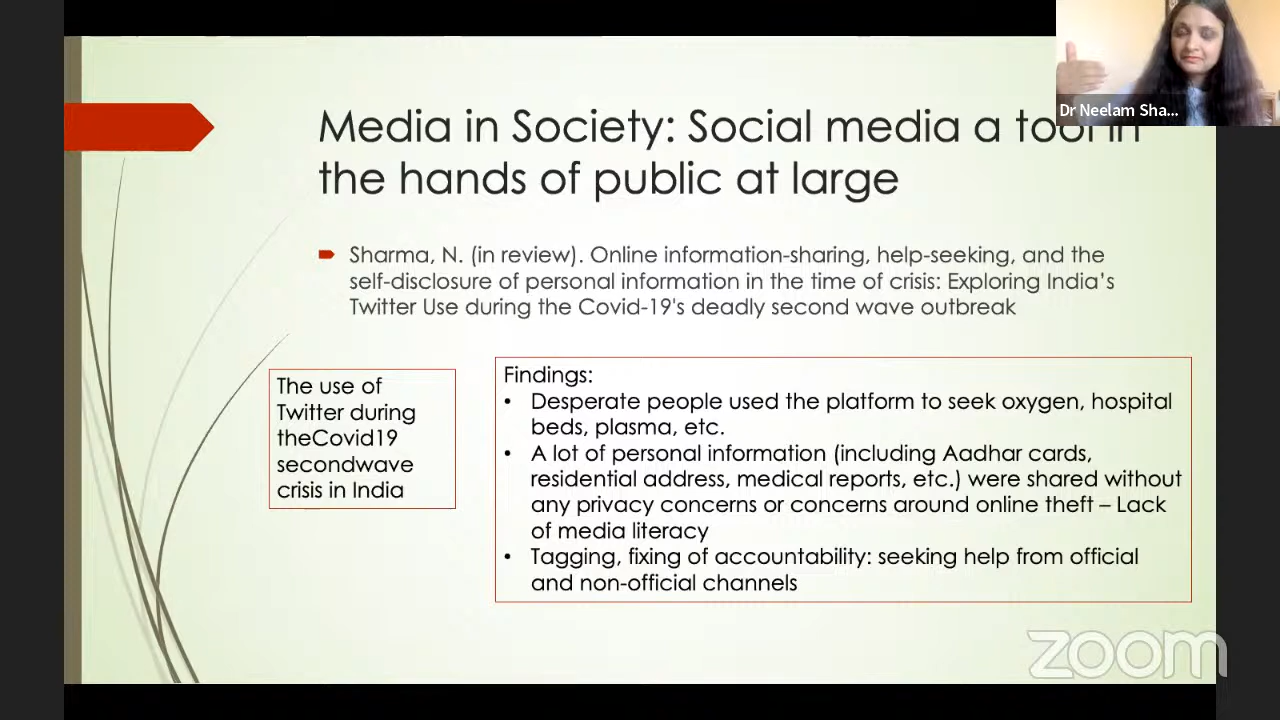 Dr Neelam Sha...
Media in Society: Social media a tool in
the hands of public at large
Sharma, N. (in review). Online information-sharing, help-seeking, and the
self-disclosure of personal information in the time of crisis: Exploring India's
Twitter Use during the Covid-19's deadly second wave outbreak
The use of
Twitter during
theCovid19
secondwave
crisis in India
Findings:
• Desperate people used the platform to seek oxygen, hospital
beds, plasma, etc.
• A lot of personal information (including Aadhar cards,
residential address, medical reports, etc.) were shared without
any privacy concerns or concerns around online theft – Lack
of media literacy
• Tagging, fixing of accountability: seeking help from official
and non-official channels
zoom